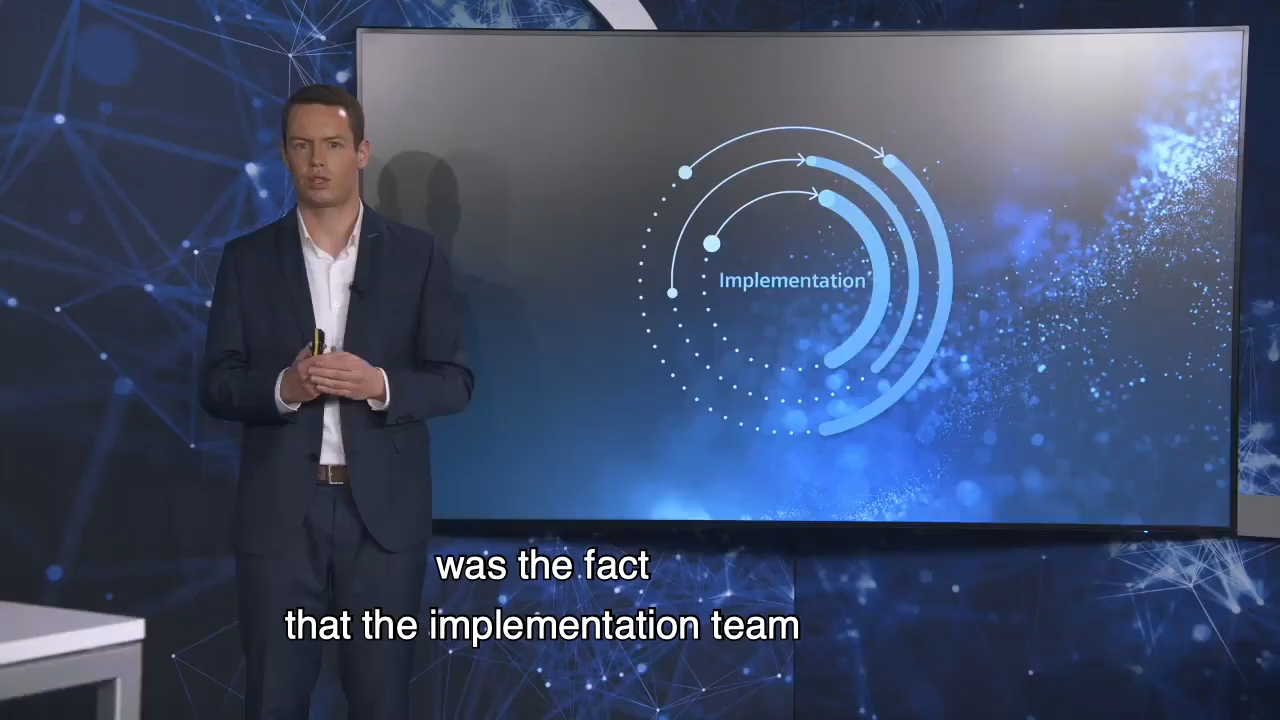 Implementation
was the fact
that the implementation team